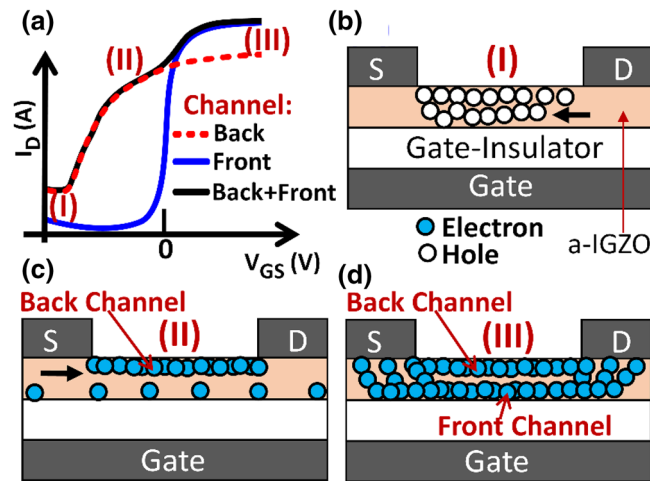 (a)
(II)
(III)
Channel:
Back
Front
Back+Front
(I)
I_D (A)
0
V_GS (V)
(b)
S
(I)
D
Gate-Insulator
Gate
Electron
Hole
a-IGZO
(c)
Back Channel
S
(II)
D
Gate
(d)
Back Channel
S
(III)
D
Front Channel
Gate